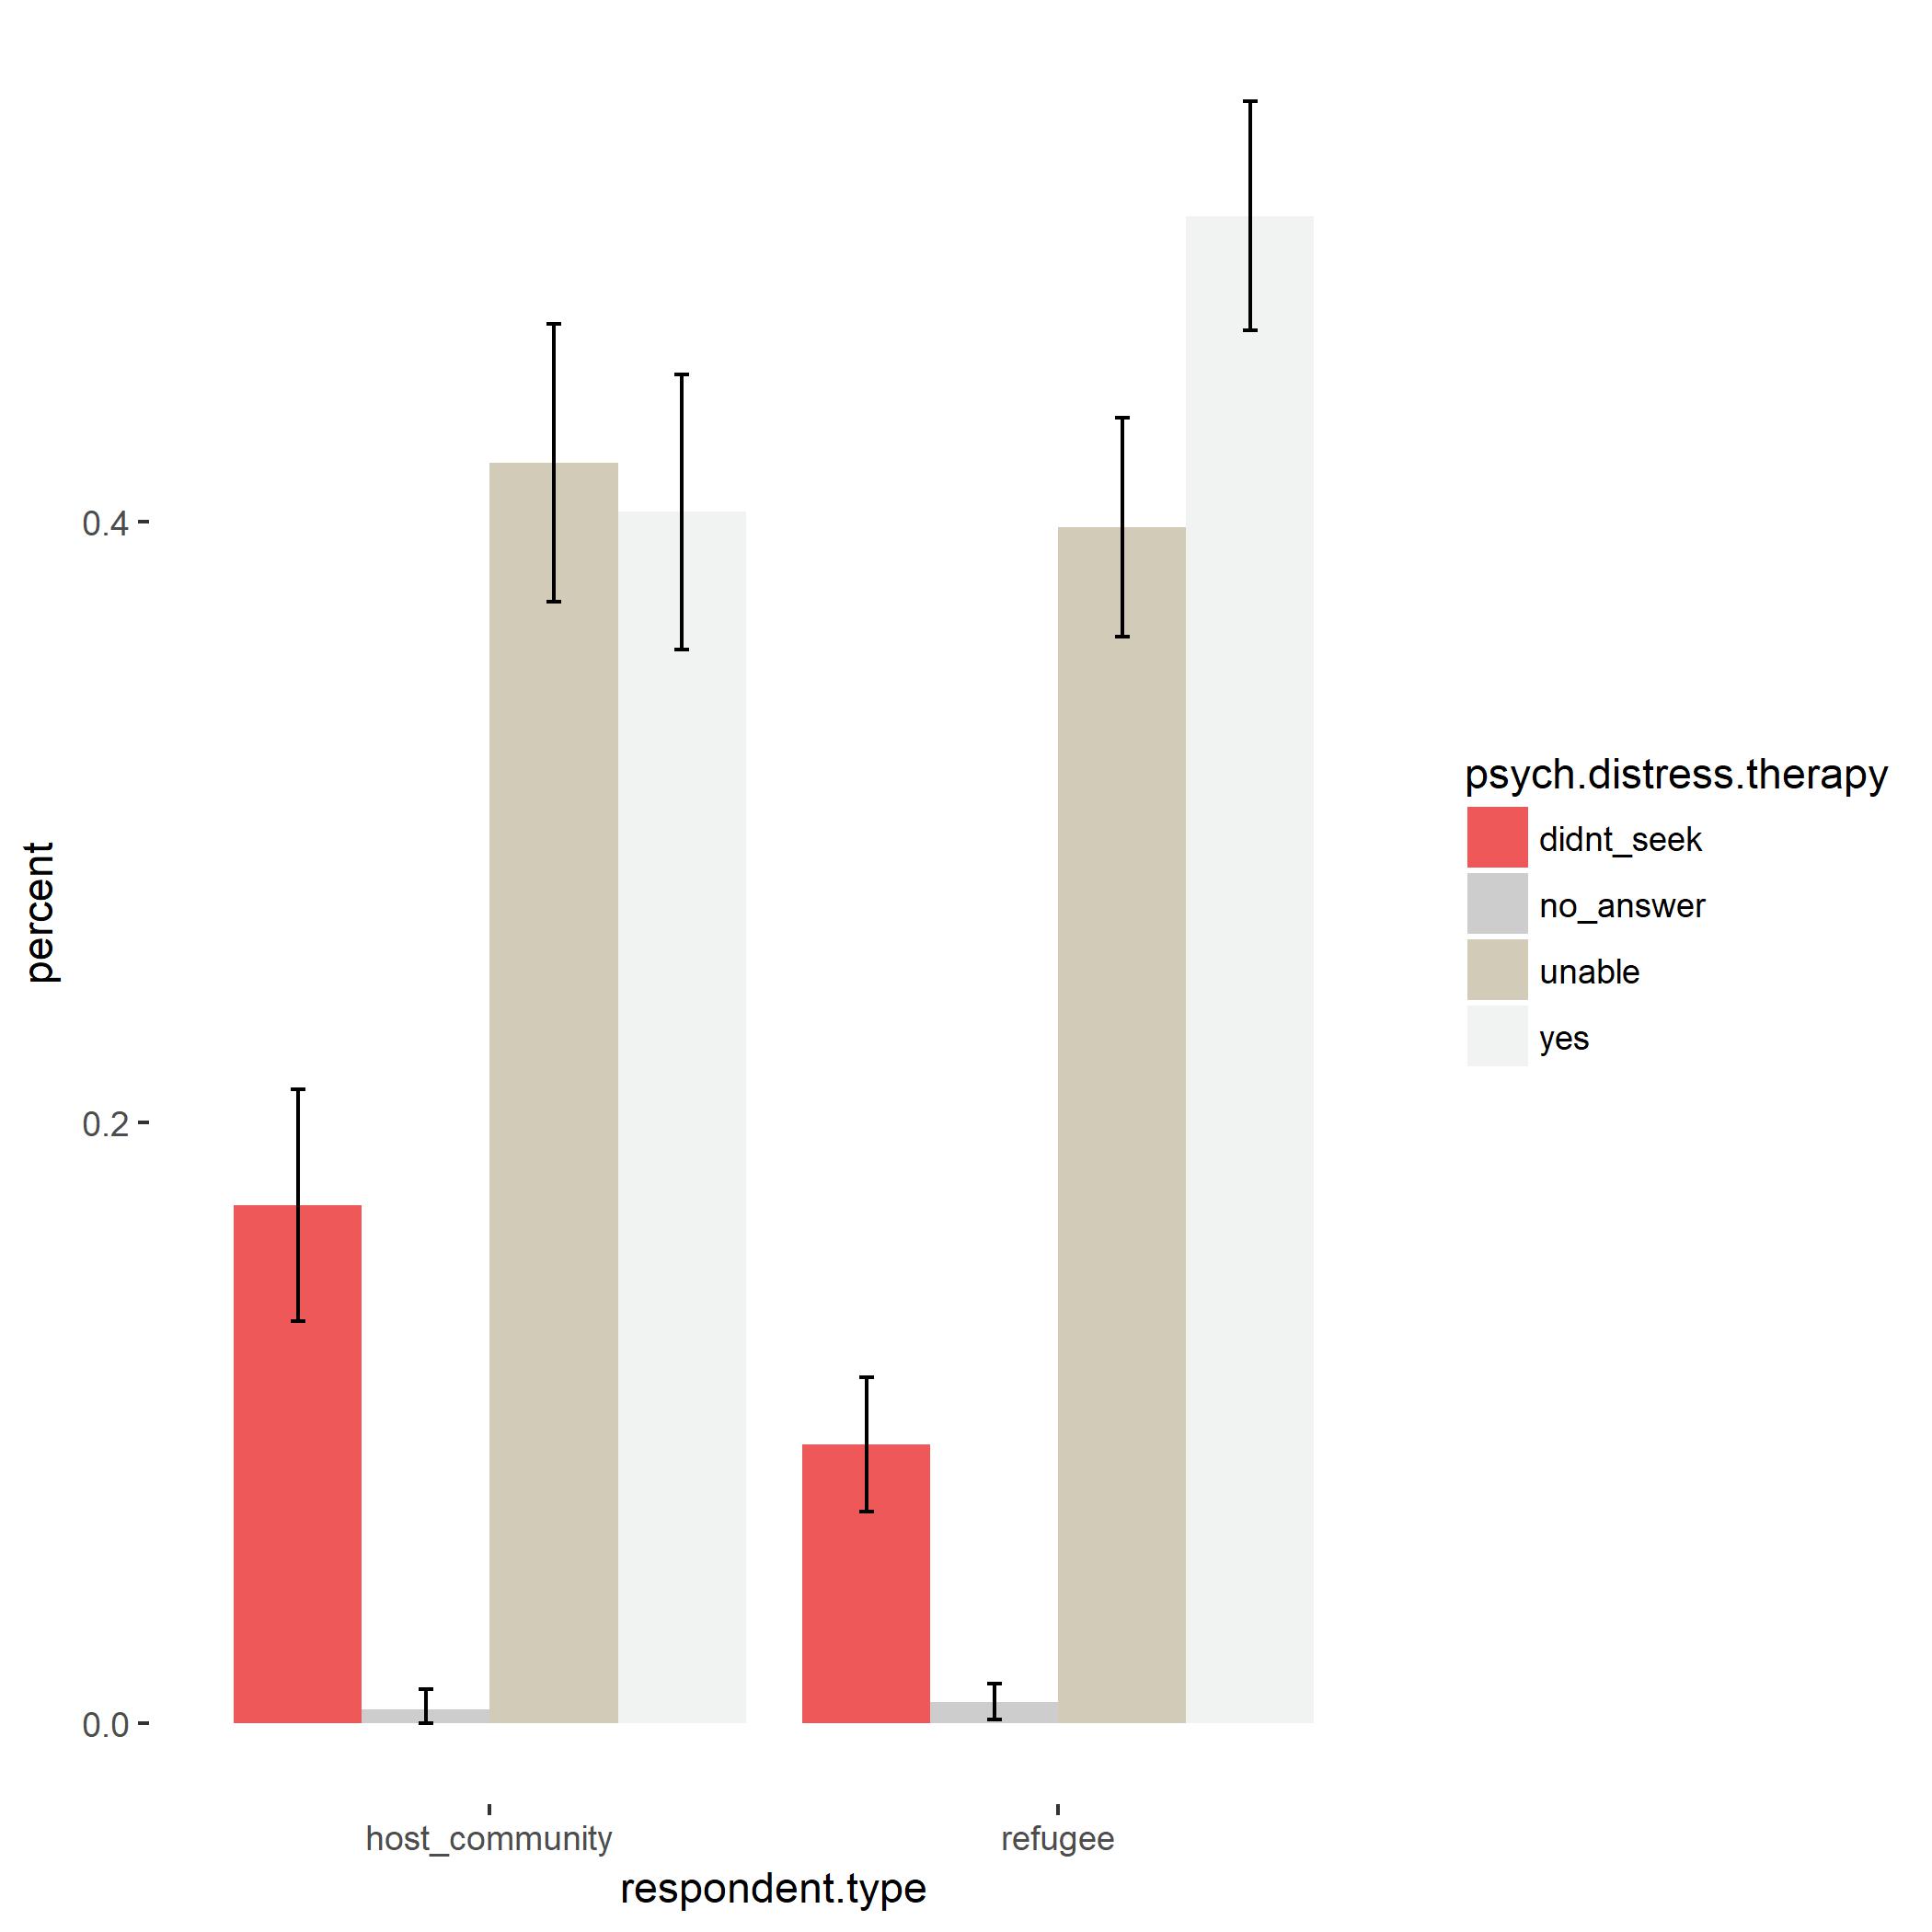 percent
0.4
0.2
0.0
host_community
refugee
respondent.type
psych.distress.therapy
didnt_seek
no_answer
unable
yes